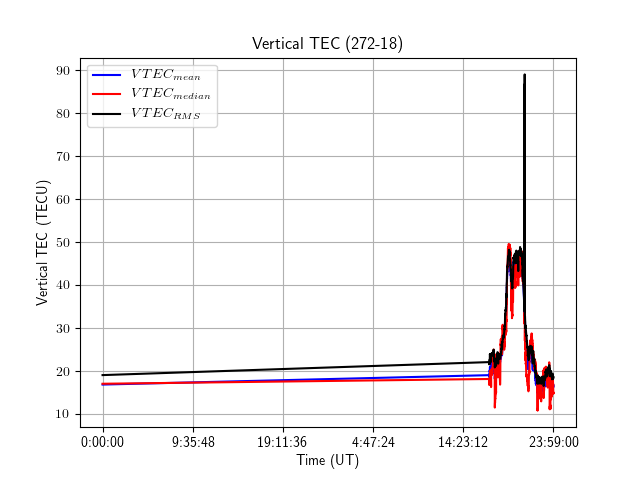 Vertical TEC (272-18)
VTEC_mean
VTEC_median
VTEC_RMS
Vertical TEC (TECU)
90
80
70
60
50
40
30
20
10
0:00:00 9:35:48 19:11:36 4:47:24 14:23:12 23:59:00
Time (UT)